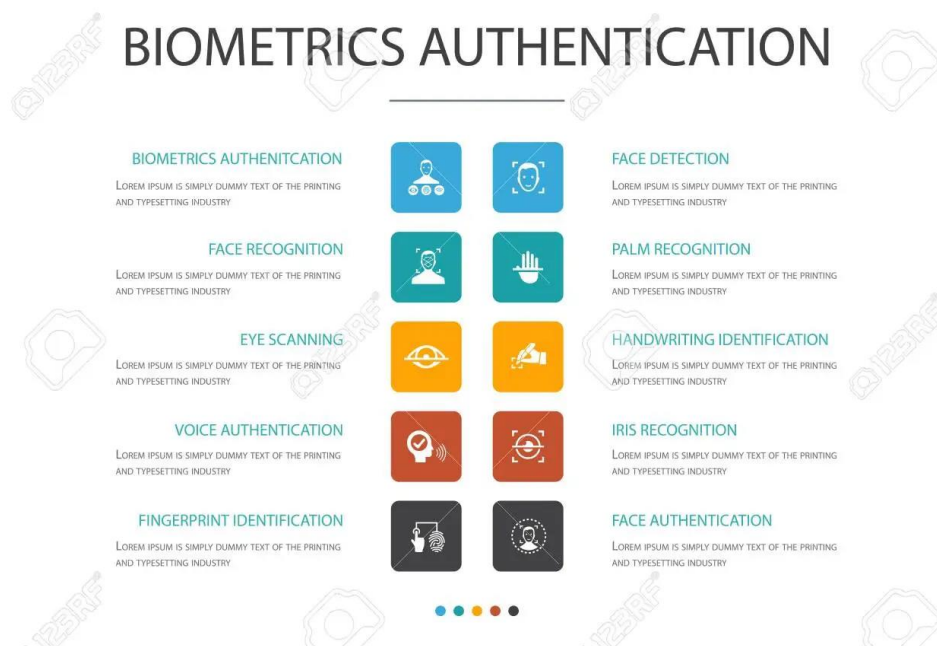 BIOMETRICS AUTHENTICATION
BIOMETRICS AUTHENITCATION
LOREM IPSUM IS SIMPLY DUMMY TEXT OF THE PRINTING
AND TYPESETTING INDUSTRY
FACE RECOGNITION
LOREM IPSUM IS SIMPLY DUMMY TEXT OF THE PRINTING
AND TYPESETTING INDUSTRY
EYE SCANNING
LOREM IPSUM IS SIMPLY DUMMY TEXT OF THE PRINTING
AND TYPESETTING INDUSTRY
VOICE AUTHENTICATION
LOREM IPSUM IS SIMPLY DUMMY TEXT OF THE PRINTING
AND TYPESETTING INDUSTRY
FINGERPRINT IDENTIFICATION
LOREM IPSUM IS SIMPLY DUMMY TEXT OF THE PRINTING
AND TYPESETTING INDUSTRY
FACE DETECTION
LOREM IPSUM IS SIMPLY DUMMY TEXT OF THE PRINTING
AND TYPESETTING INDUSTRY
PALM RECOGNITION
LOREM IPSUM IS SIMPLY DUMMY TEXT OF THE PRINTING
AND TYPESETTING INDUSTRY
HANDWRITING IDENTIFICATION
LOREM IPSUM IS SIMPLY DUMMY TEXT OF THE PRINTING
AND TYPESETTING INDUSTRY
IRIS RECOGNITION
LOREM IPSUM IS SIMPLY DUMMY TEXT OF THE PRINTING
AND TYPESETTING INDUSTRY
FACE AUTHENTICATION
LOREM IPSUM IS SIMPLY DUMMY TEXT OF THE PRINTING
AND TYPESETTING INDUSTRY
123RF
123RF
123RF
123RF
123RF
123RF
123RF